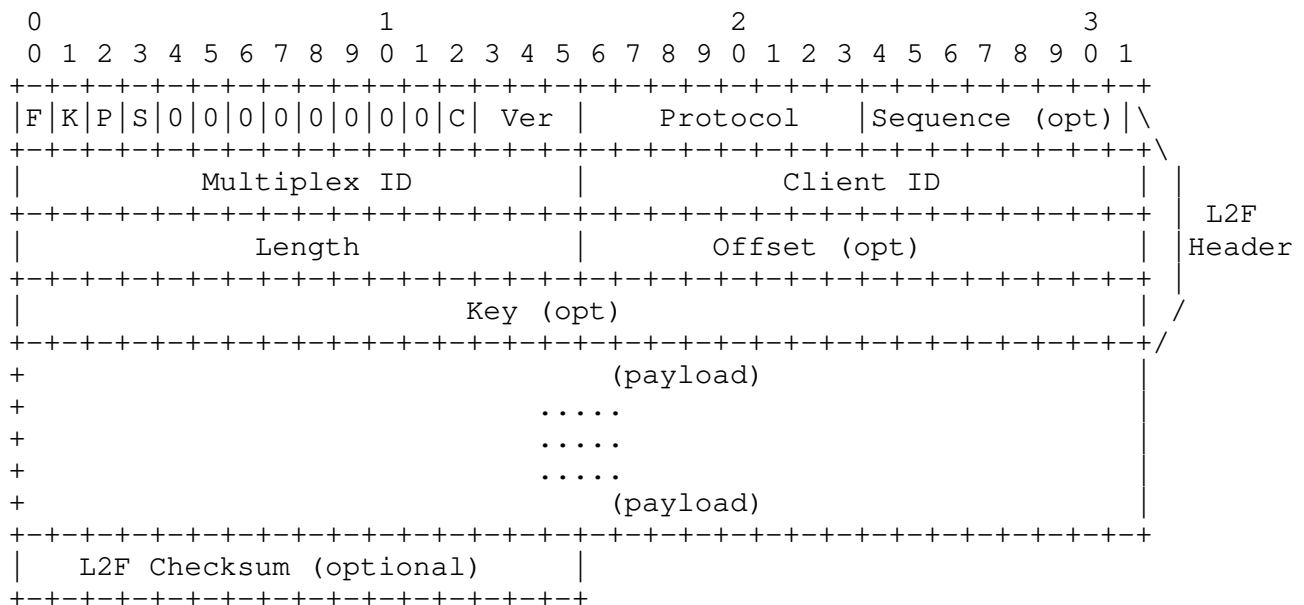 0                   1                   2                   3
 0 1 2 3 4 5 6 7 8 9 0 1 2 3 4 5 6 7 8 9 0 1 2 3 4 5 6 7 8 9 0 1
+-+-+-+-+-+-+-+-+-+-+-+-+-+-+-+-+-+-+-+-+-+-+-+-+-+-+-+-+-+-+-+-+
|F|K|P|S|0|0|0|0|0|0|0|0|C| Ver |    Protocol   |Sequence (opt)|\
+-+-+-+-+-+-+-+-+-+-+-+-+-+-+-+-+-+-+-+-+-+-+-+-+-+-+-+-+-+-+-+-+\
|          Multiplex ID         |           Client ID           | |
+-+-+-+-+-+-+-+-+-+-+-+-+-+-+-+-+-+-+-+-+-+-+-+-+-+-+-+-+-+-+-+-+ | L2F
|             Length            |       Offset (opt)            | |Header
+-+-+-+-+-+-+-+-+-+-+-+-+-+-+-+-+-+-+-+-+-+-+-+-+-+-+-+-+-+-+-+-+ |
|                         Key (opt)                             | /
+-+-+-+-+-+-+-+-+-+-+-+-+-+-+-+-+-+-+-+-+-+-+-+-+-+-+-+-+-+-+-+-+/
+                                 (payload)                     |
+                             .....                             |
+                             .....                             |
+                             .....                             |
+                                 (payload)                     |
+-+-+-+-+-+-+-+-+-+-+-+-+-+-+-+-+-+-+-+-+-+-+-+-+-+-+-+-+-+-+-+-+
|   L2F Checksum (optional)     |
+-+-+-+-+-+-+-+-+-+-+-+-+-+-+-+-+